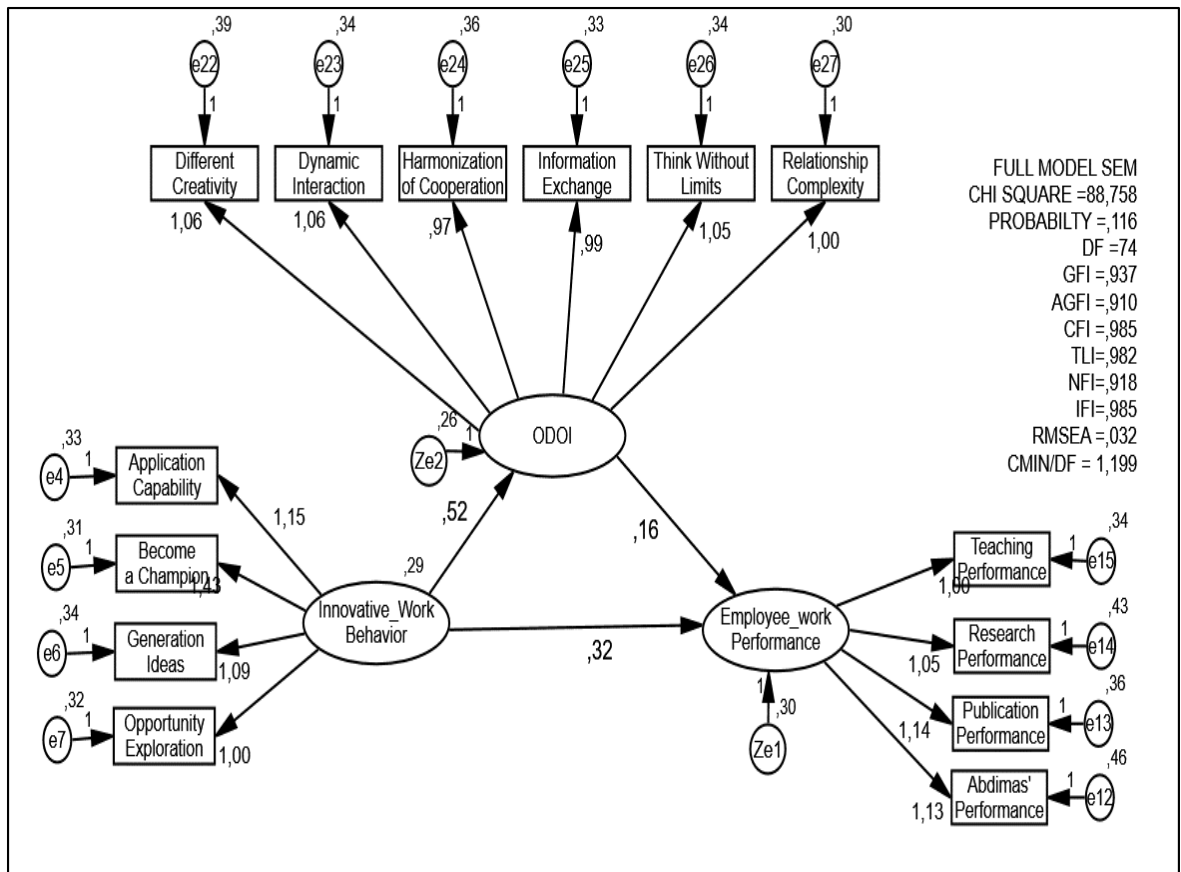 ,39
,34
,36
,33
,34
,30
e22
e23
e24
e25
e26
e27
1
1
1
1
1
1
Different
Creativity
Dynamic
Interaction
Harmonization
of Cooperation
Information
Exchange
Think Without
Limits
Relationship
Complexity
1,06
1,06
,97
,99
1,05
1,00
FULL MODEL SEM
CHI SQUARE =88,758
PROBABILTY =,116
DF =74
GFI =,937
AGFI =,910
CFI =,985
TLI=,982
NFI=,918
IFI=,985
RMSEA =,032
CMIN/DF = 1,199
,26
1
Ze2
ODOI
,33
e4
1
Application
Capability
1,15
,52
,16
,31
e5
1
Become
a Champion
1,43
,29
Innovative_Work
Behavior
,34
e6
1
Generation
Ideas
1,09
,32
e7
1
Opportunity
Exploration
1,00
,32
Employee_work
Performance
1
,30
Ze1
Teaching
Performance
1
,34
e15
1,00
Research
Performance
1
,43
e14
1,05
Publication
Performance
1
,36
e13
1,14
Abdimas'
Performance
1
,46
e12
1,13